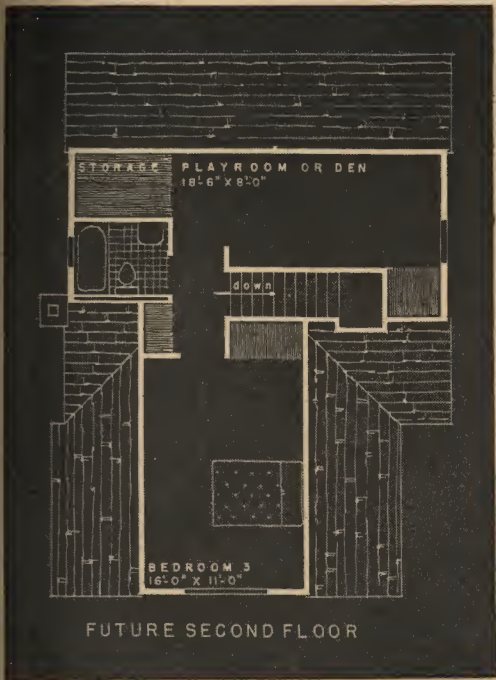 STORAGE
PLAYROOM OR DEN
18'-6" X 8'-0"
down
BEDROOM 3
16'-0" X 11'-0"
FUTURE SECOND FLOOR